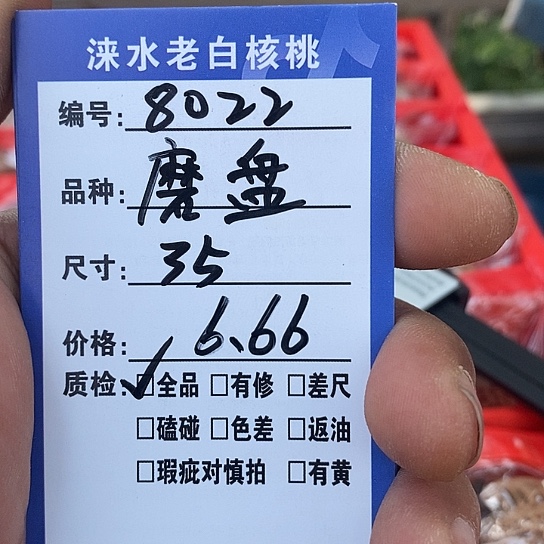 涞水老白核桃
编号: 8022
品种: 磨盘
尺寸: 35
价格: 6.66
质检: ✓□全品 □有修 □差尺
□磕碰 □色差 □返油
□瑕疵对慎拍 □有黄